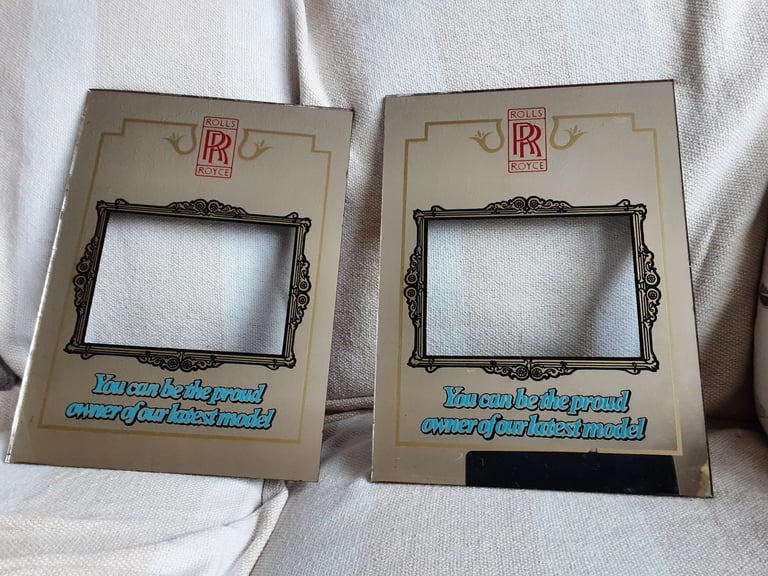 ROLLS
RR
ROYCE
You can be the proud
owner of our latest model
ROLLS
RR
ROYCE
You can be the proud
owner of our latest model